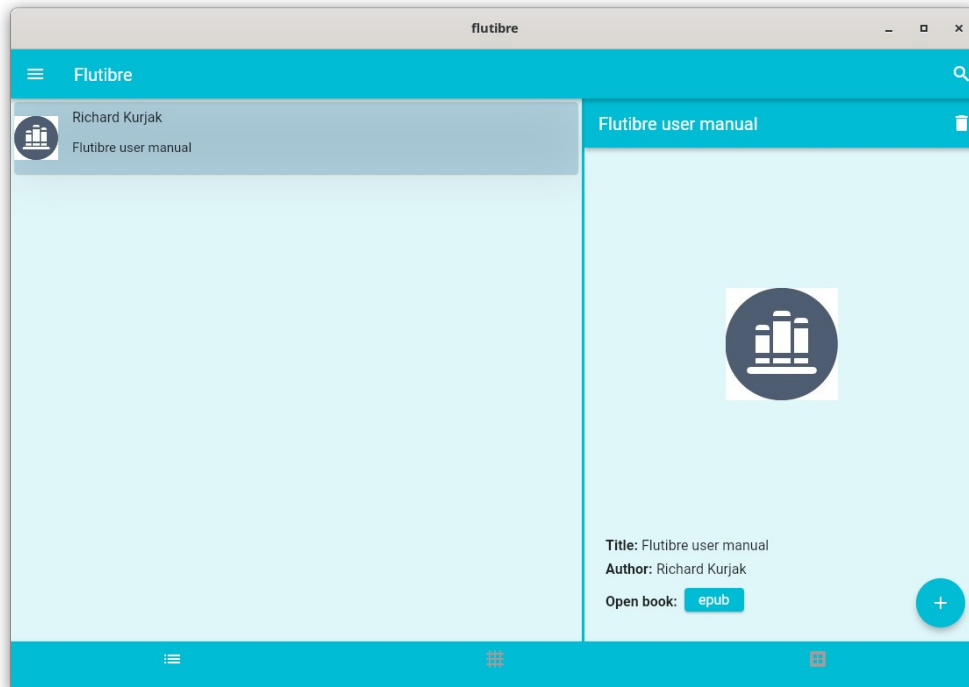 flutibre
Flutibre
Richard Kurjak
Flutibre user manual
Flutibre user manual
Title: Flutibre user manual
Author: Richard Kurjak
Open book: epub